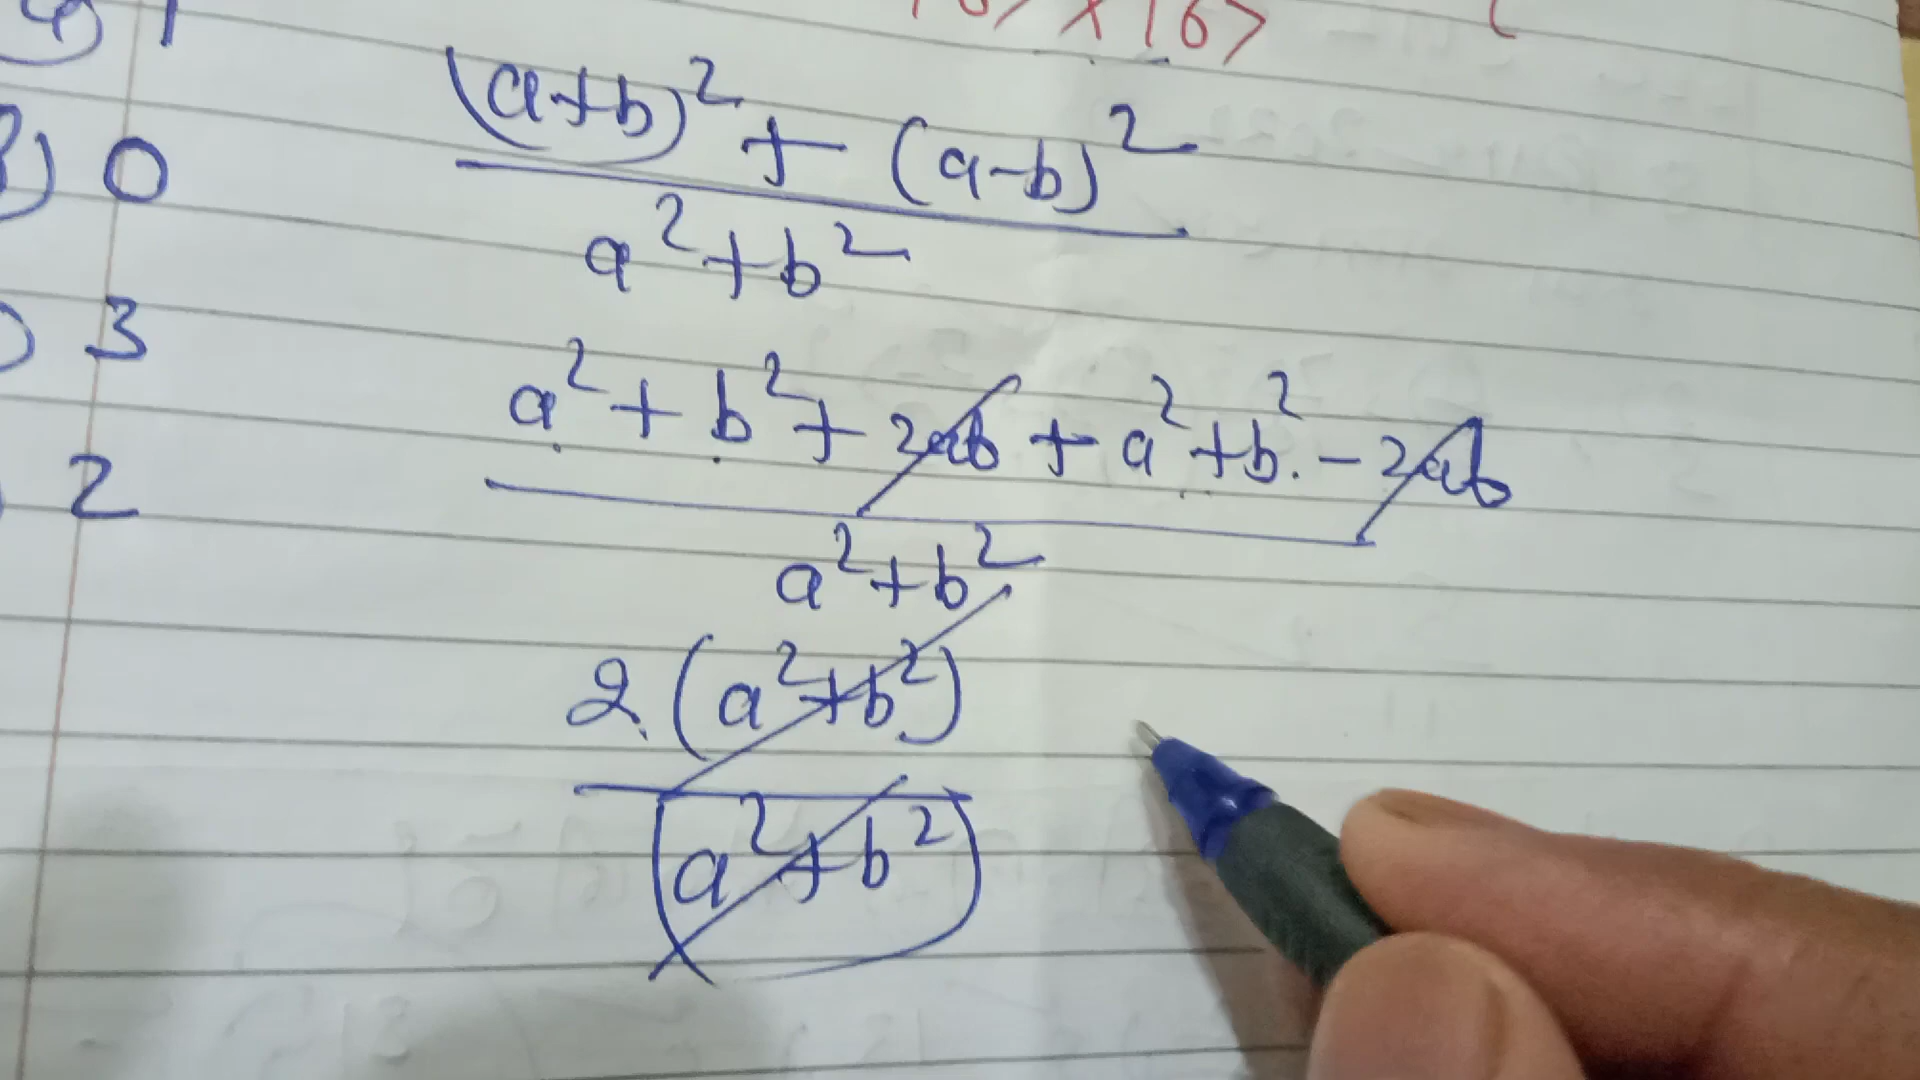 (a+b)² + (a-b)²
a²+b²
0
3
a² + b² + 2ab + a² + b² - 2ab
2
a²+b²
2 (a²+b²)
a²+b²